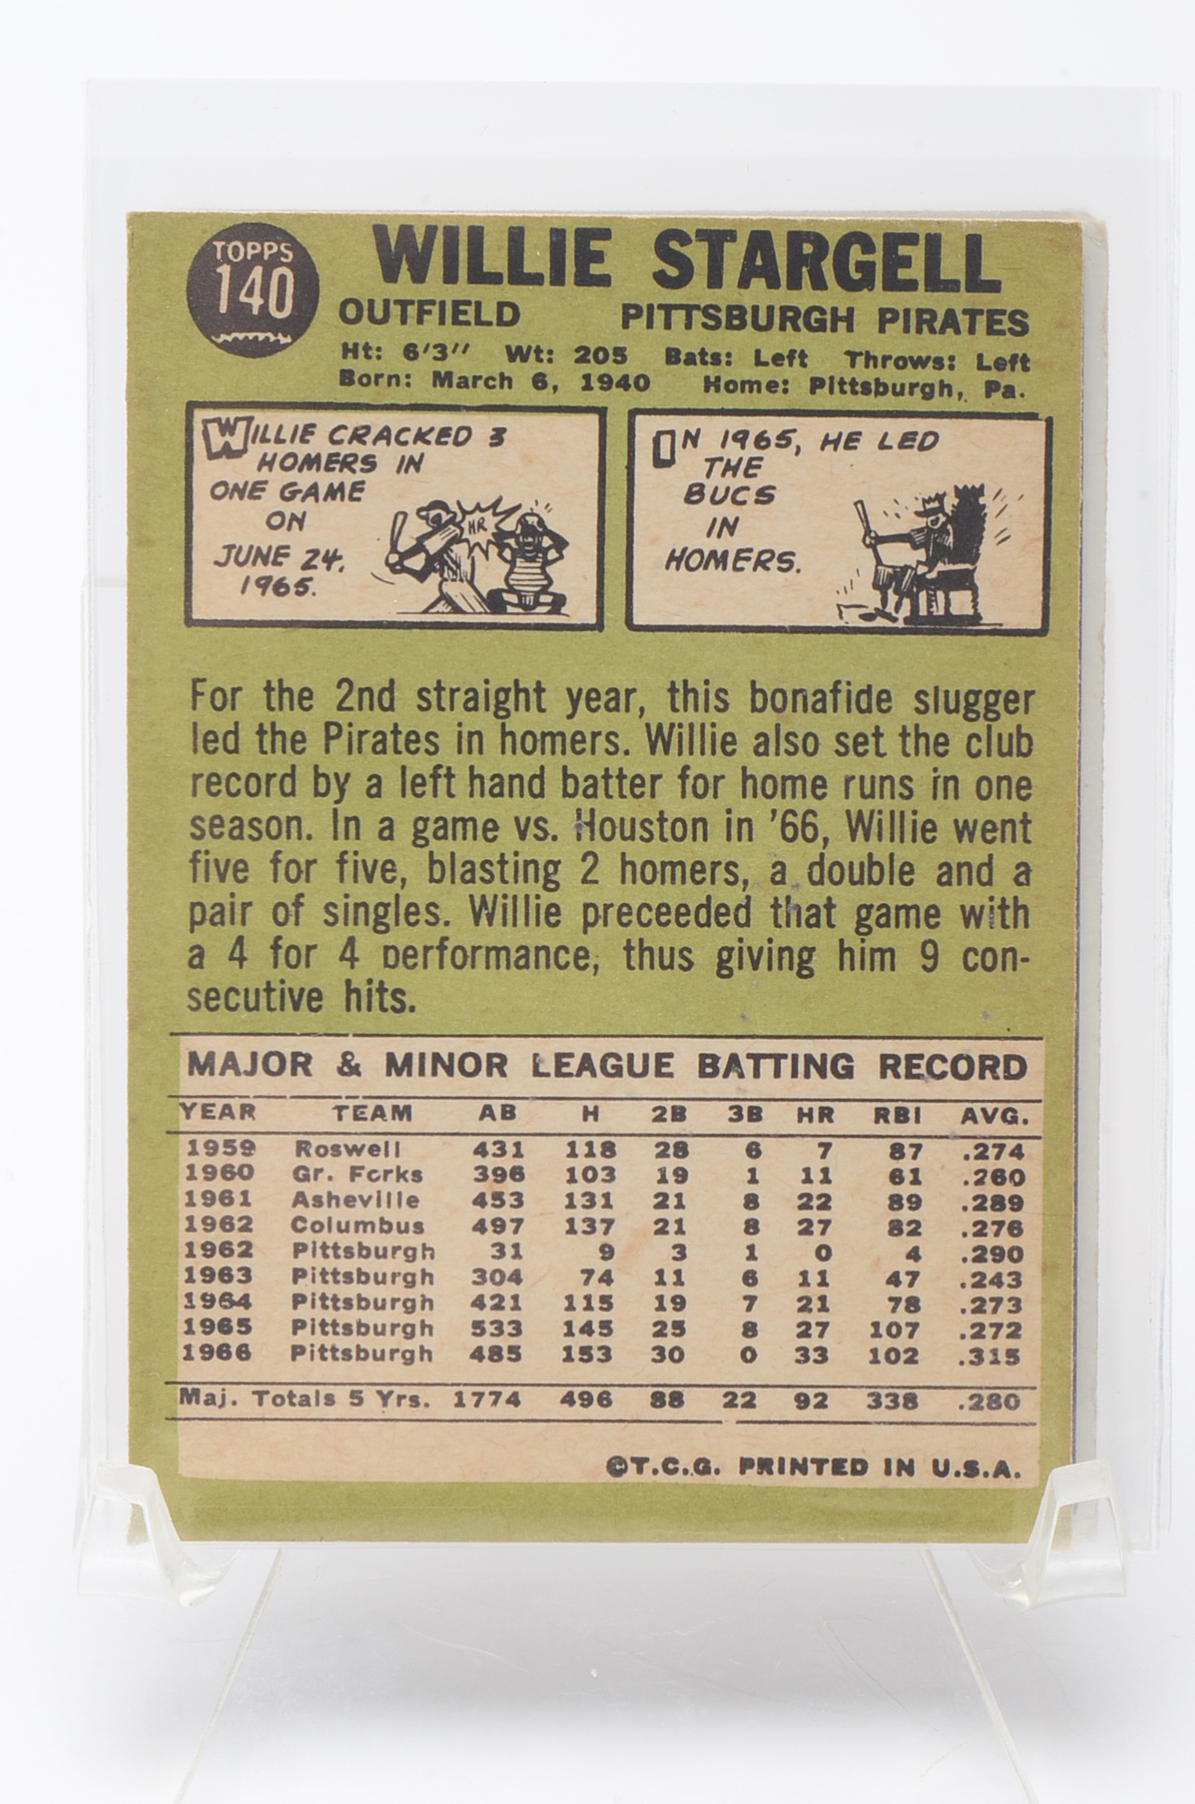 TOPPS
140
WILLIE STARGELL
OUTFIELD PITTSBURGH PIRATES
Ht: 6'3" Wt: 205 Bats: Left Throws: Left
Born: March 6, 1940 Home: Pittsburgh, Pa.
WILLIE CRACKED 3
HOMERS IN
ONE GAME
ON
JUNE 24,
1965.
HR
IN 1965, HE LED
THE
BUCS
IN
HOMERS.
For the 2nd straight year, this bonafide slugger
led the Pirates in homers. Willie also set the club
record by a left hand batter for home runs in one
season. In a game vs. Houston in '66, Willie went
five for five, blasting 2 homers, a double and a
pair of singles. Willie preceeded that game with
a 4 for 4 performance, thus giving him 9 con-
secutive hits.
MAJOR & MINOR LEAGUE BATTING RECORD
YEAR TEAM AB H 2B 3B HR RBI AVG.
1959 Roswell 431 118 28 6 7 87 .274
1960 Gr. Forks 396 103 19 1 11 61 .260
1961 Asheville 453 131 21 8 22 89 .289
1962 Columbus 497 137 21 8 27 82 .276
1962 Pittsburgh 31 9 3 1 0 4 .290
1963 Pittsburgh 304 74 11 6 11 47 .243
1964 Pittsburgh 421 115 19 7 21 78 .273
1965 Pittsburgh 533 145 25 8 27 107 .272
1966 Pittsburgh 485 153 30 0 33 102 .315
Maj. Totals 5 Yrs. 1774 496 88 22 92 338 .280
©T.C.G. PRINTED IN U.S.A.